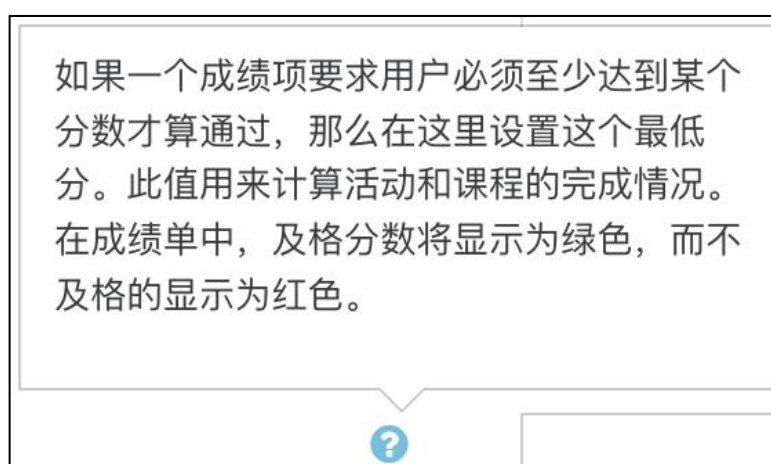 如果一个成绩项要求用户必须至少达到某个
分数才算通过，那么在这里设置这个最低
分。此值用来计算活动和课程的完成情况。
在成绩单中，及格分数将显示为绿色，而不
及格的显示为红色。
?